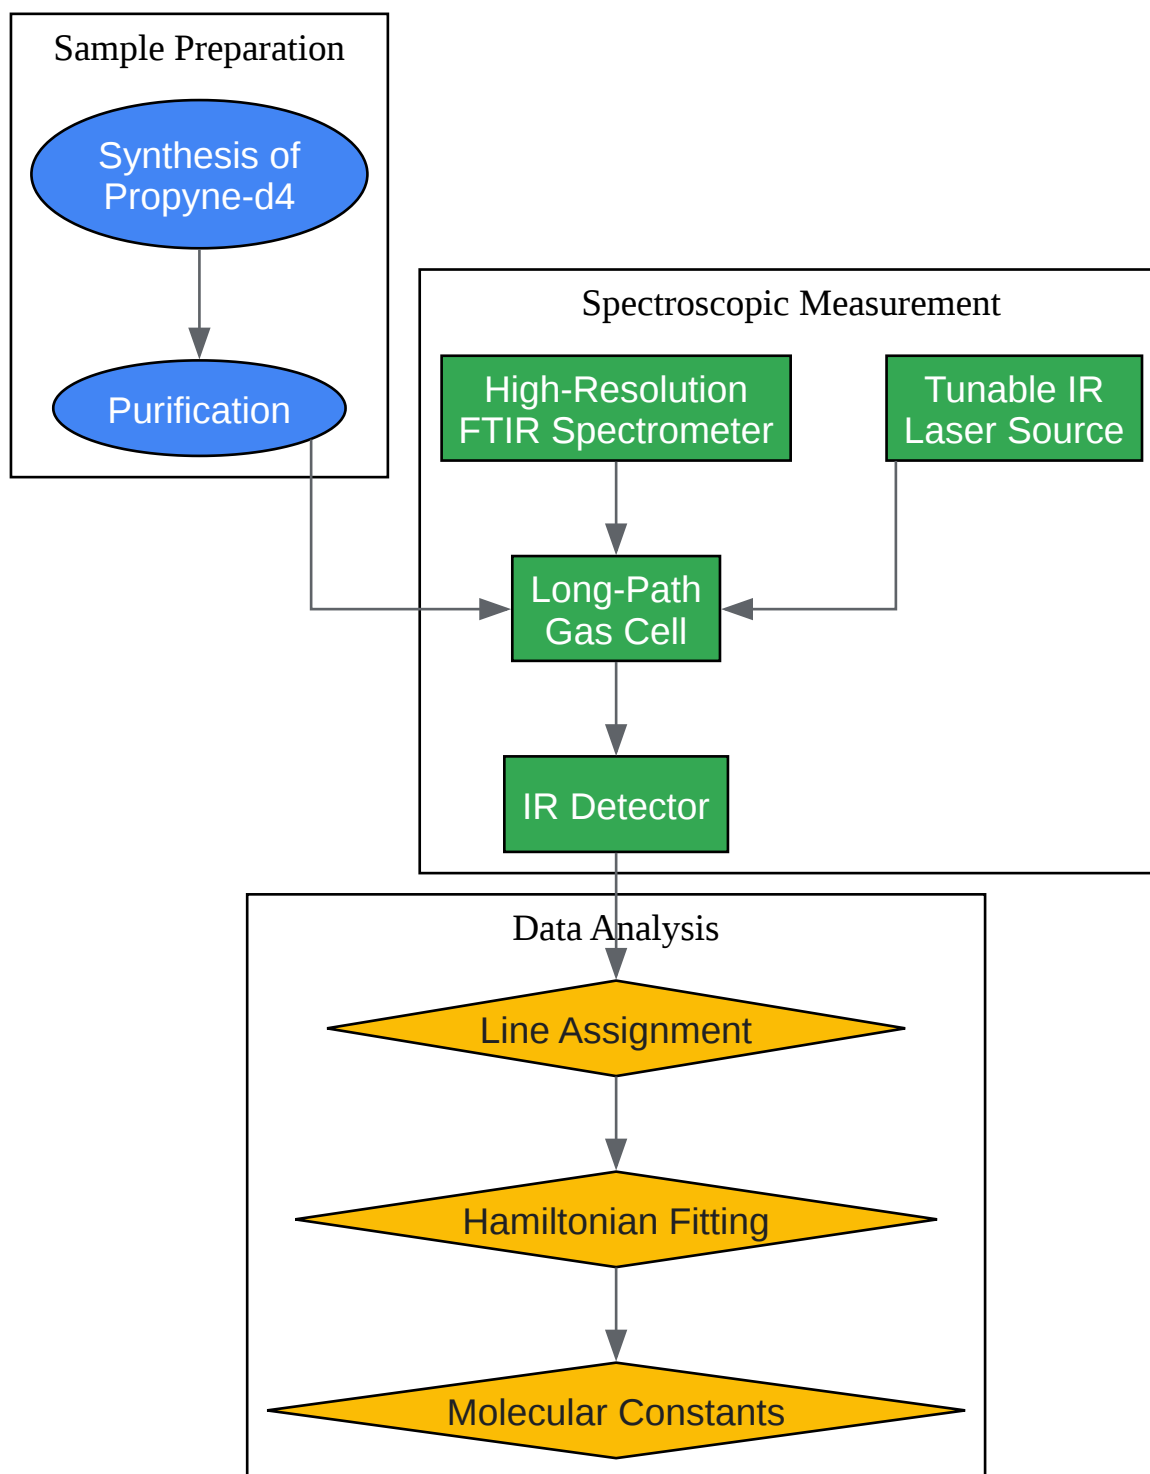 Sample Preparation
Synthesis of
Propyne-d4
Purification
Spectroscopic Measurement
High-Resolution
FTIR Spectrometer
Tunable IR
Laser Source
Long-Path
Gas Cell
IR Detector
Data Analysis
Line Assignment
Hamiltonian Fitting
Molecular Constants